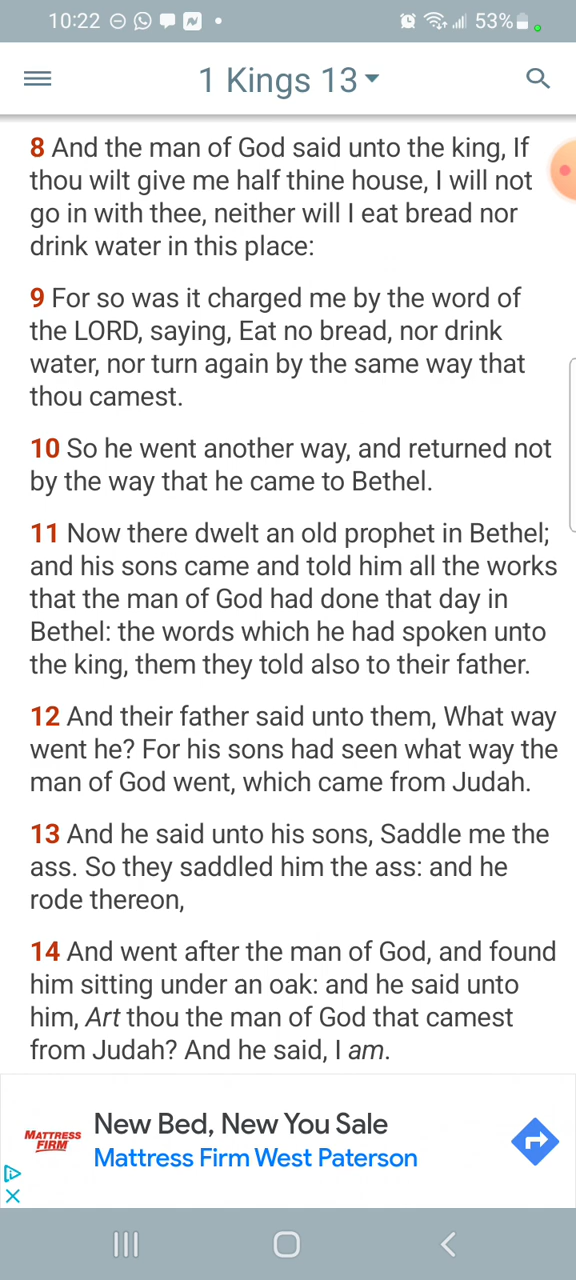 10:22
53%
1 Kings 13
8 And the man of God said unto the king, If
thou wilt give me half thine house, I will not
go in with thee, neither will I eat bread nor
drink water in this place:
9 For so was it charged me by the word of
the LORD, saying, Eat no bread, nor drink
water, nor turn again by the same way that
thou camest.
10 So he went another way, and returned not
by the way that he came to Bethel.
11 Now there dwelt an old prophet in Bethel;
and his sons came and told him all the works
that the man of God had done that day in
Bethel: the words which he had spoken unto
the king, them they told also to their father.
12 And their father said unto them, What way
went he? For his sons had seen what way the
man of God went, which came from Judah.
13 And he said unto his sons, Saddle me the
ass. So they saddled him the ass: and he
rode thereon,
14 And went after the man of God, and found
him sitting under an oak: and he said unto
him, Art thou the man of God that camest
from Judah? And he said, I am.
MATTRESS
FIRM
New Bed, New You Sale
Mattress Firm West Paterson